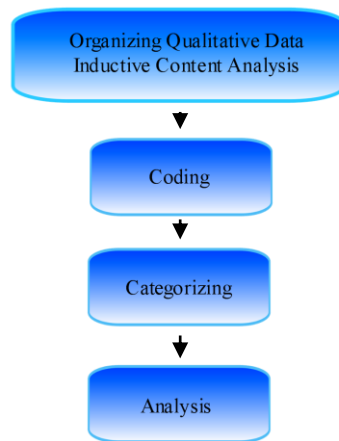 Organizing Qualitative Data
Inductive Content Analysis
Coding
Categorizing
Analysis